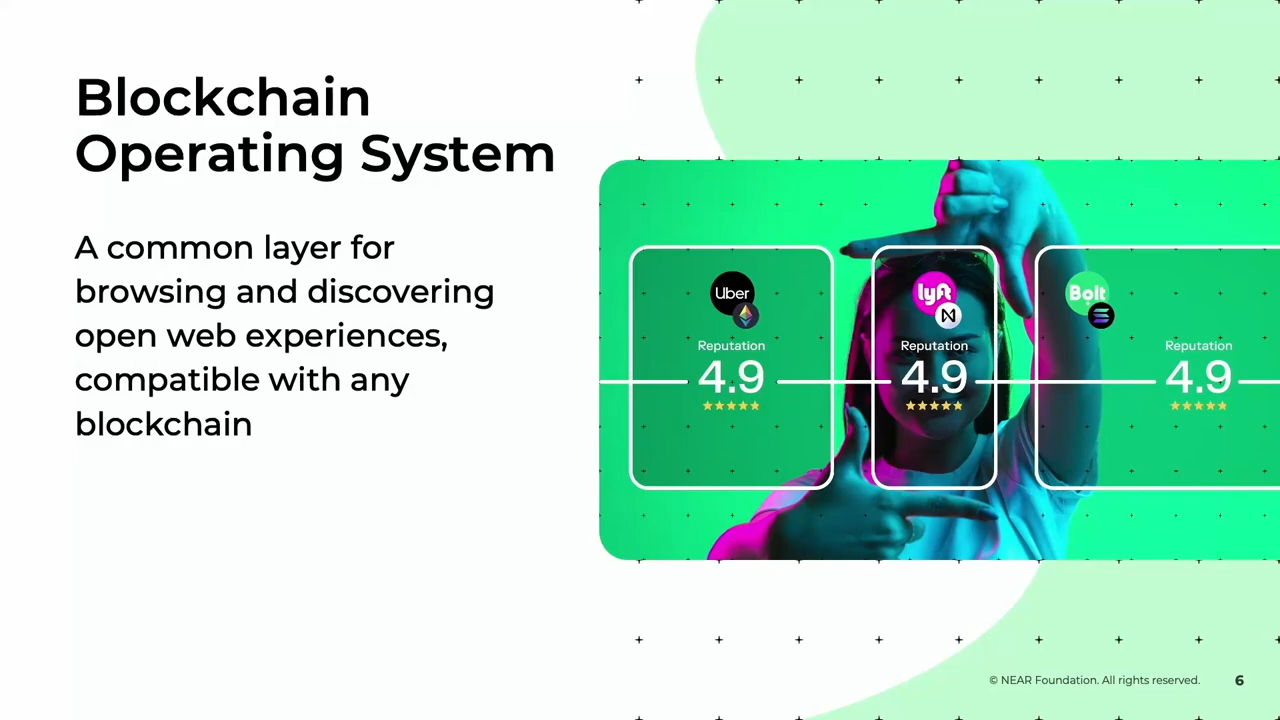 Blockchain
Operating System
A common layer for
browsing and discovering
open web experiences,
compatible with any
blockchain
Uber
Reputation
4.9
lyft
Reputation
4.9
Bolt
Reputation
4.9
© NEAR Foundation. All rights reserved.
6